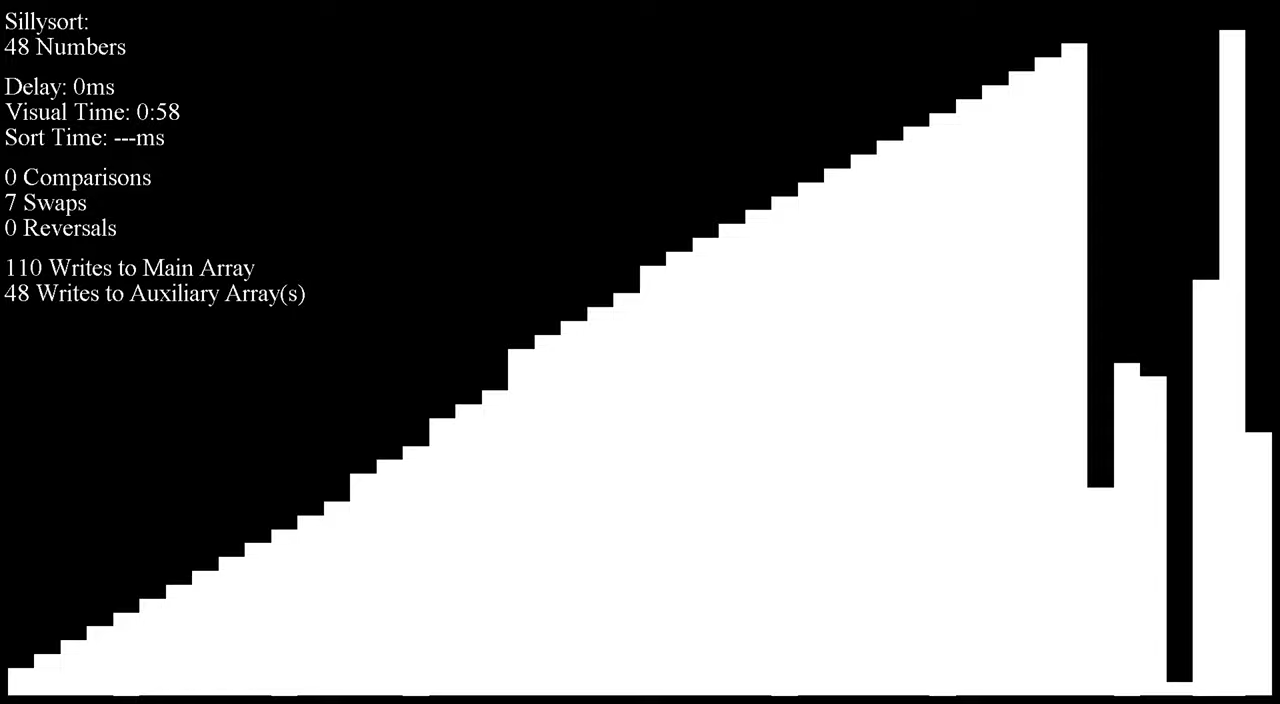 Sillysort:
48 Numbers
Delay: 0ms
Visual Time: 0:58
Sort Time: ---ms
0 Comparisons
7 Swaps
0 Reversals
110 Writes to Main Array
48 Writes to Auxiliary Array(s)